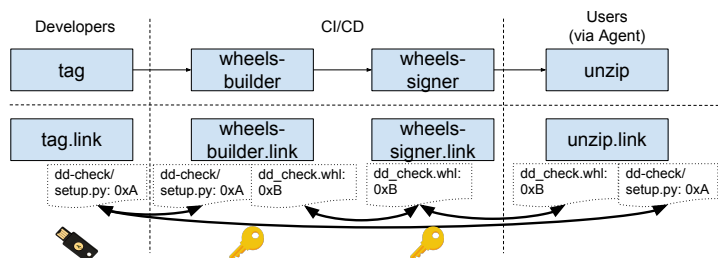 Developers
CI/CD
Users
(via Agent)
tag
wheels-
builder
wheels-
signer
unzip
tag.link
wheels-
builder.link
wheels-
signer.link
unzip.link
dd-check/
setup.py: 0xA
dd-check/
setup.py: 0xA
dd_check.whl:
0xB
dd_check.whl:
0xB
dd_check.whl:
0xB
dd-check/
setup.py: 0xA